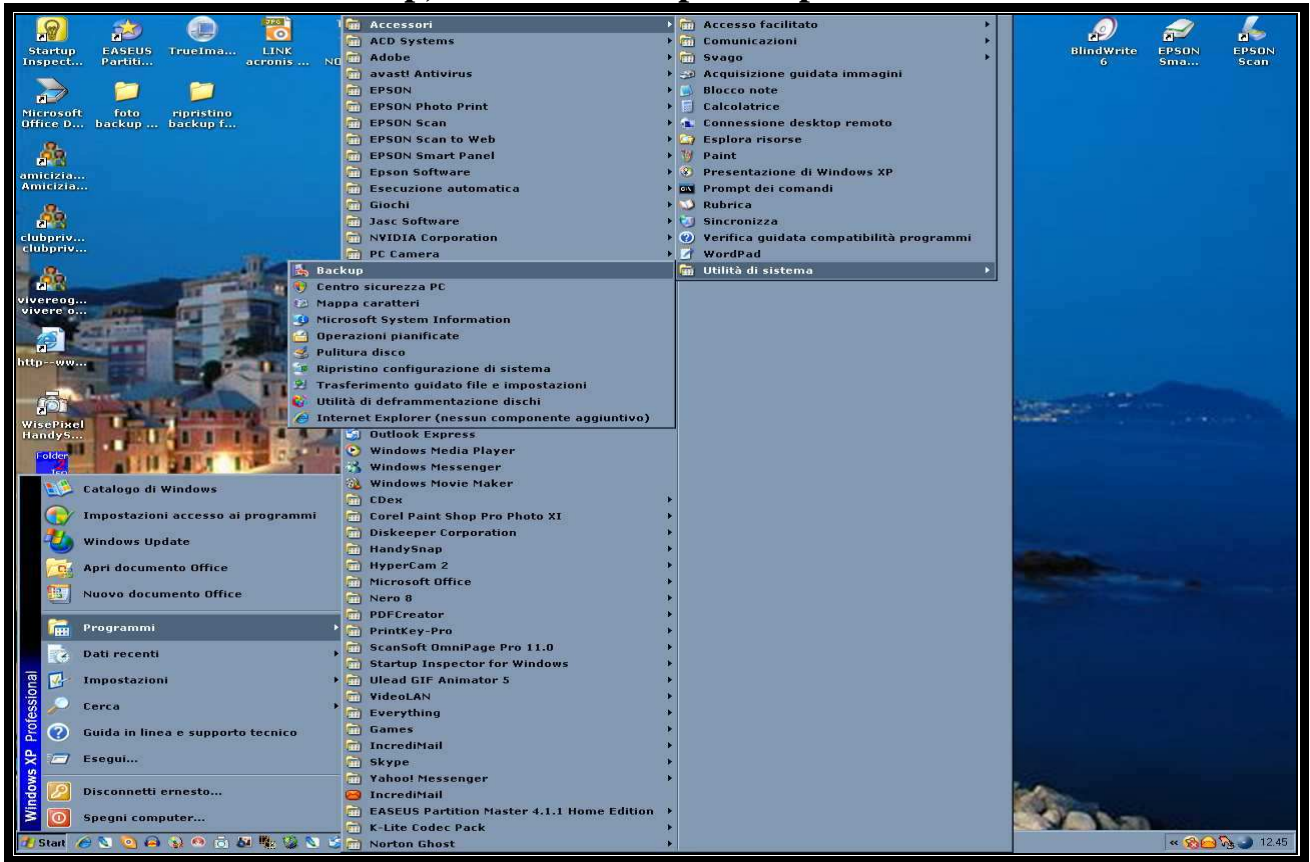 Startup
Inspect...
EASEUS
Partiti...
TrueIma...
LINK
acronis ...
BlindWrite
6
EPSON
Sma...
EPSON
Scan
Microsoft
Office D...
foto
backup ...
ripristino
backup f...
amicizia...
Amicizia...
clubpriv...
clubpriv...
vivereog...
vivere o...
http--ww...
WisePixel
HandyS...
Folder
2
Iso
Accessori
ACD Systems
Adobe
avast! Antivirus
EPSON
EPSON Photo Print
EPSON Scan
EPSON Scan to Web
EPSON Smart Panel
Epson Software
Esecuzione automatica
Giochi
Jasc Software
NVIDIA Corporation
PC Camera
Accesso facilitato
Comunicazioni
Svago
Acquisizione guidata immagini
Blocco note
Calcolatrice
Connessione desktop remoto
Esplora risorse
Paint
Presentazione di Windows XP
Prompt dei comandi
Rubrica
Sincronizza
Verifica guidata compatibilità programmi
WordPad
Utilità di sistema
Backup
Centro sicurezza PC
Mappa caratteri
Microsoft System Information
Operazioni pianificate
Pulitura disco
Ripristino configurazione di sistema
Trasferimento guidato file e impostazioni
Utilità di deframmentazione dischi
Internet Explorer (nessun componente aggiuntivo)
Outlook Express
Windows Media Player
Windows Messenger
Windows Movie Maker
CDex
Corel Paint Shop Pro Photo XI
Diskeeper Corporation
HandySnap
HyperCam 2
Microsoft Office
Nero 8
PDFCreator
PrintKey-Pro
ScanSoft OmniPage Pro 11.0
Startup Inspector for Windows
Ulead GIF Animator 5
VideoLAN
Everything
Games
IncrediMail
Skype
Yahoo! Messenger
IncrediMail
EASEUS Partition Master 4.1.1 Home Edition
K-Lite Codec Pack
Norton Ghost
Catalogo di Windows
Impostazioni accesso ai programmi
Windows Update
Apri documento Office
Nuovo documento Office
Programmi
Dati recenti
Impostazioni
Cerca
Guida in linea e supporto tecnico
Esegui...
Disconnetti ernesto...
Spegni computer...
Windows XP Professional
Start
12.45